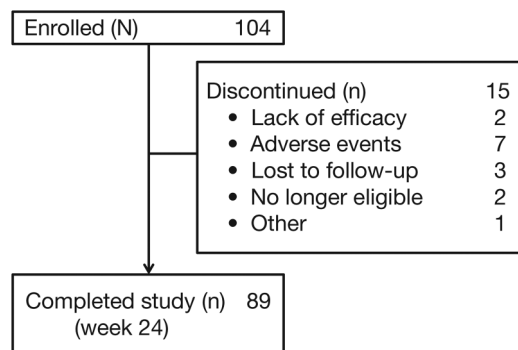 Enrolled (N) 104
Discontinued (n) 15
• Lack of efficacy 2
• Adverse events 7
• Lost to follow-up 3
• No longer eligible 2
• Other 1
Completed study (n) 89
(week 24)